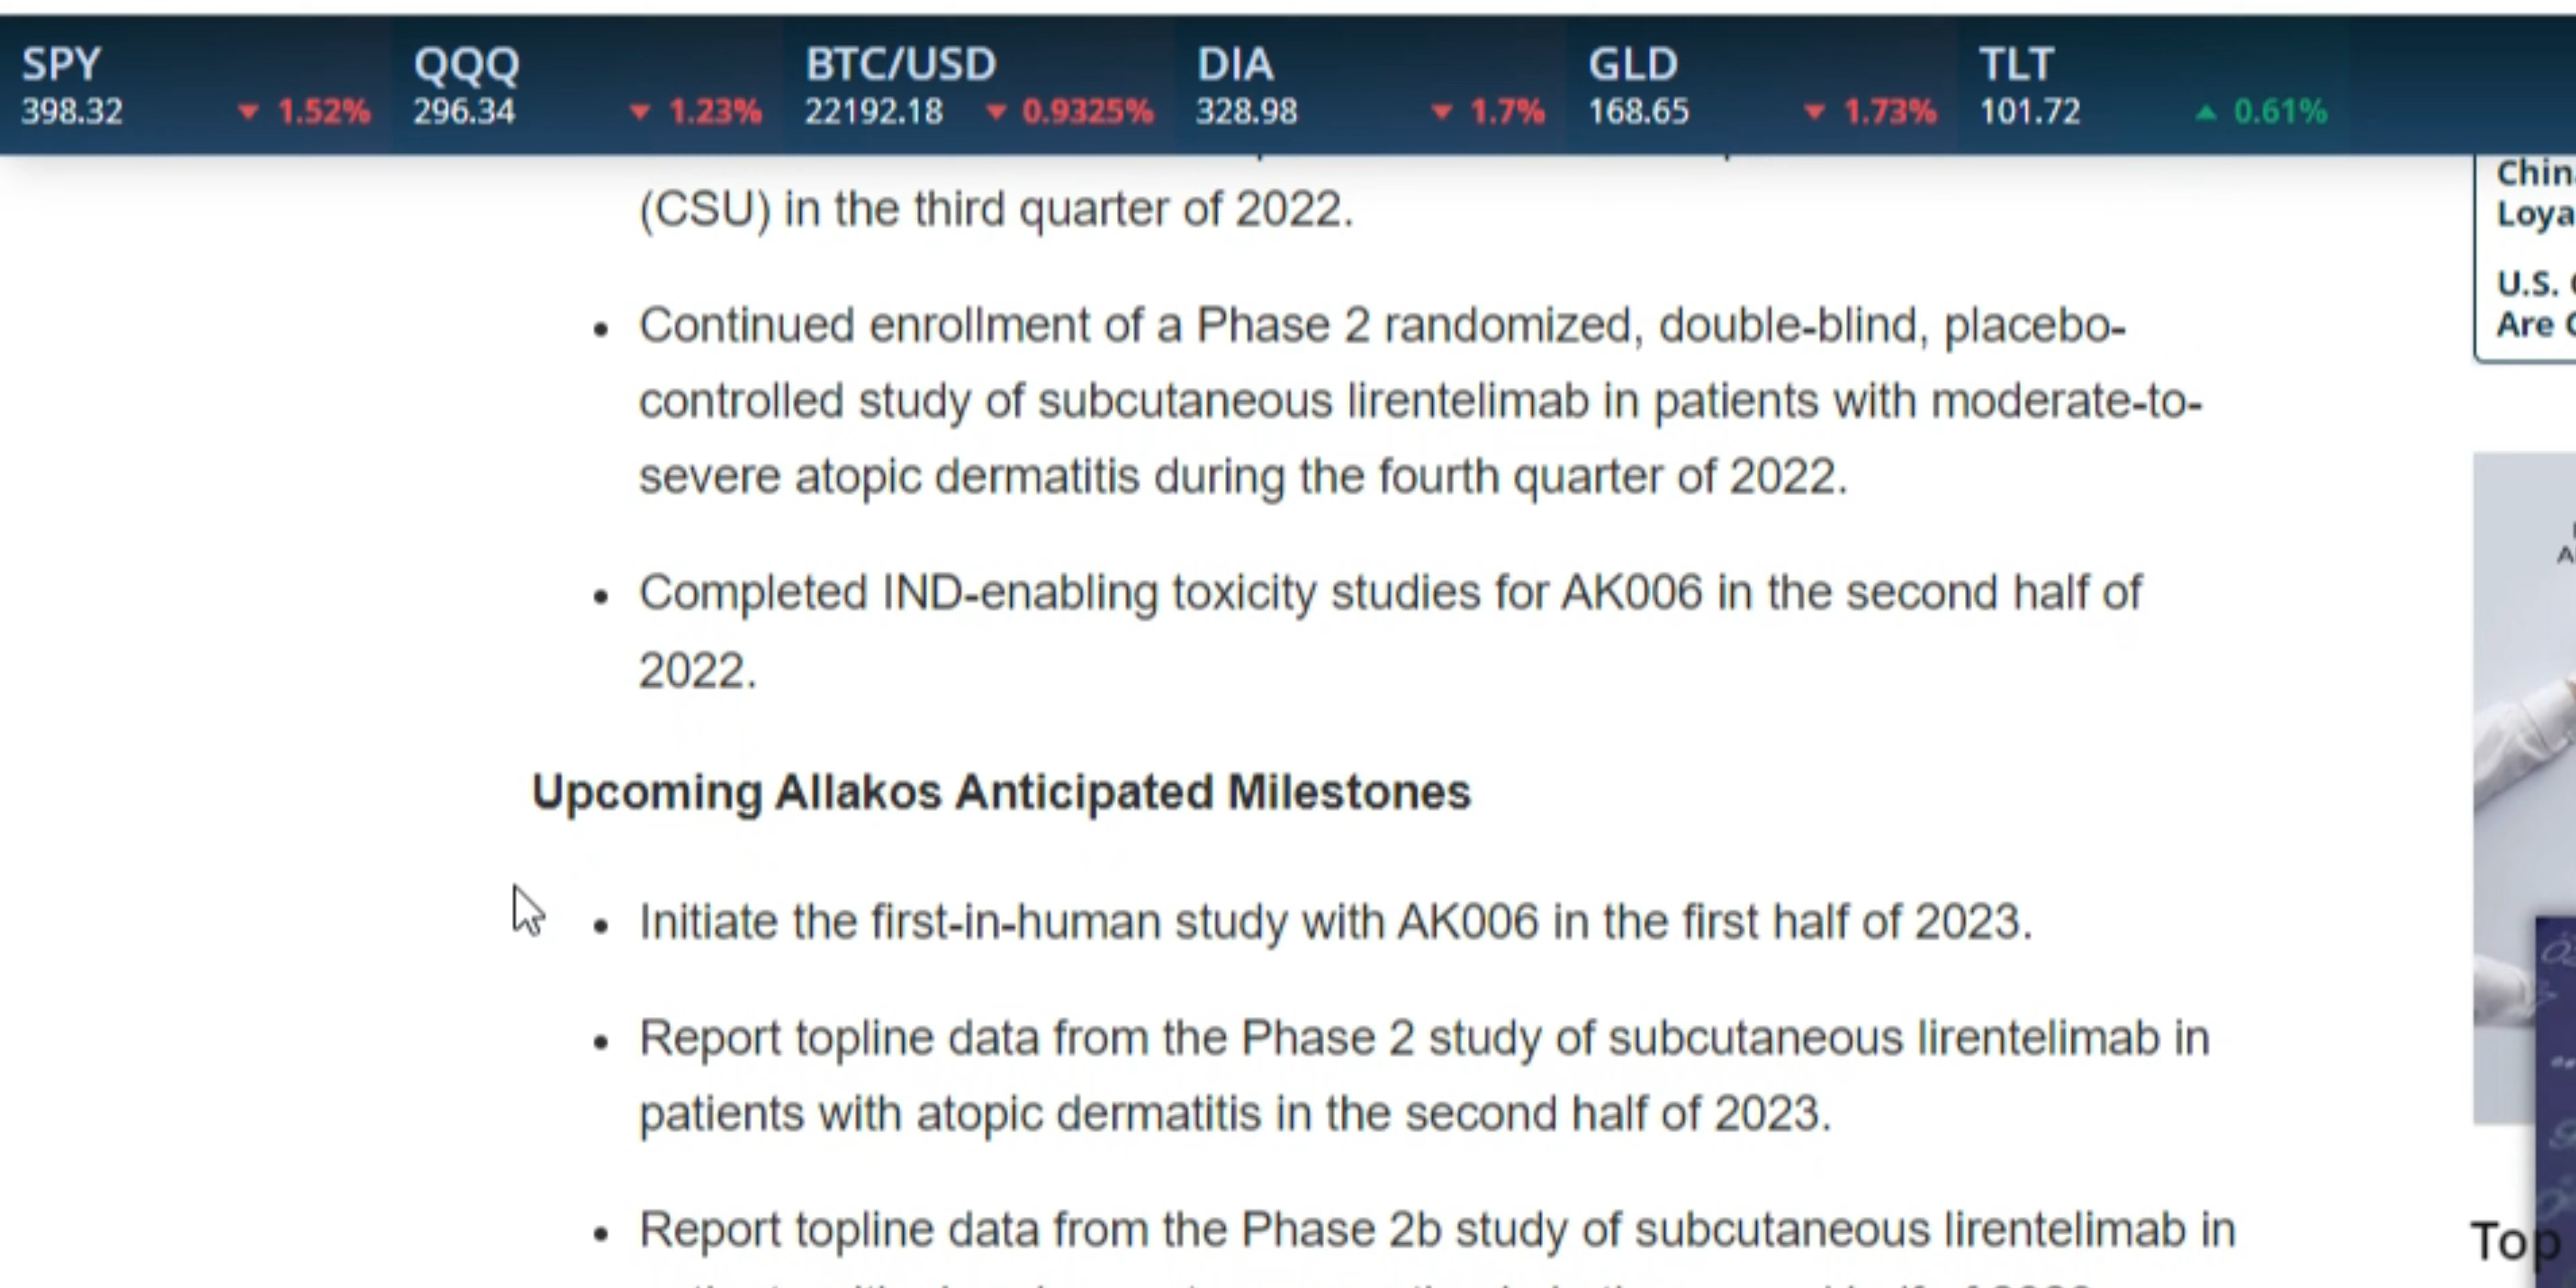 SPY QQQ BTC/USD DIA GLD TLT
398.32 ▼ 1.52% 296.34 ▼ 1.23% 22192.18 ▼ 0.9325% 328.98 ▼ 1.7% 168.65 ▼ 1.73% 101.72 ▲ 0.61%
(CSU) in the third quarter of 2022.
• Continued enrollment of a Phase 2 randomized, double-blind, placebo-
controlled study of subcutaneous lirentelimab in patients with moderate-to-
severe atopic dermatitis during the fourth quarter of 2022.
• Completed IND-enabling toxicity studies for AK006 in the second half of
2022.
Upcoming Allakos Anticipated Milestones
• Initiate the first-in-human study with AK006 in the first half of 2023.
• Report topline data from the Phase 2 study of subcutaneous lirentelimab in
patients with atopic dermatitis in the second half of 2023.
• Report topline data from the Phase 2b study of subcutaneous lirentelimab in
U.S.
Are
Top